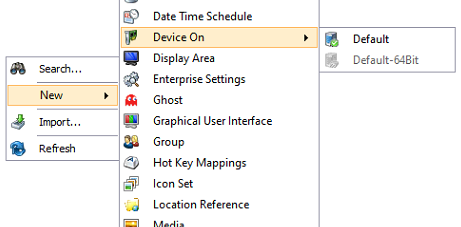 Search...
New
Import...
Refresh
Date Time Schedule
Device On
Display Area
Enterprise Settings
Ghost
Graphical User Interface
Group
Hot Key Mappings
Icon Set
Location Reference
Media
Default
Default-64Bit